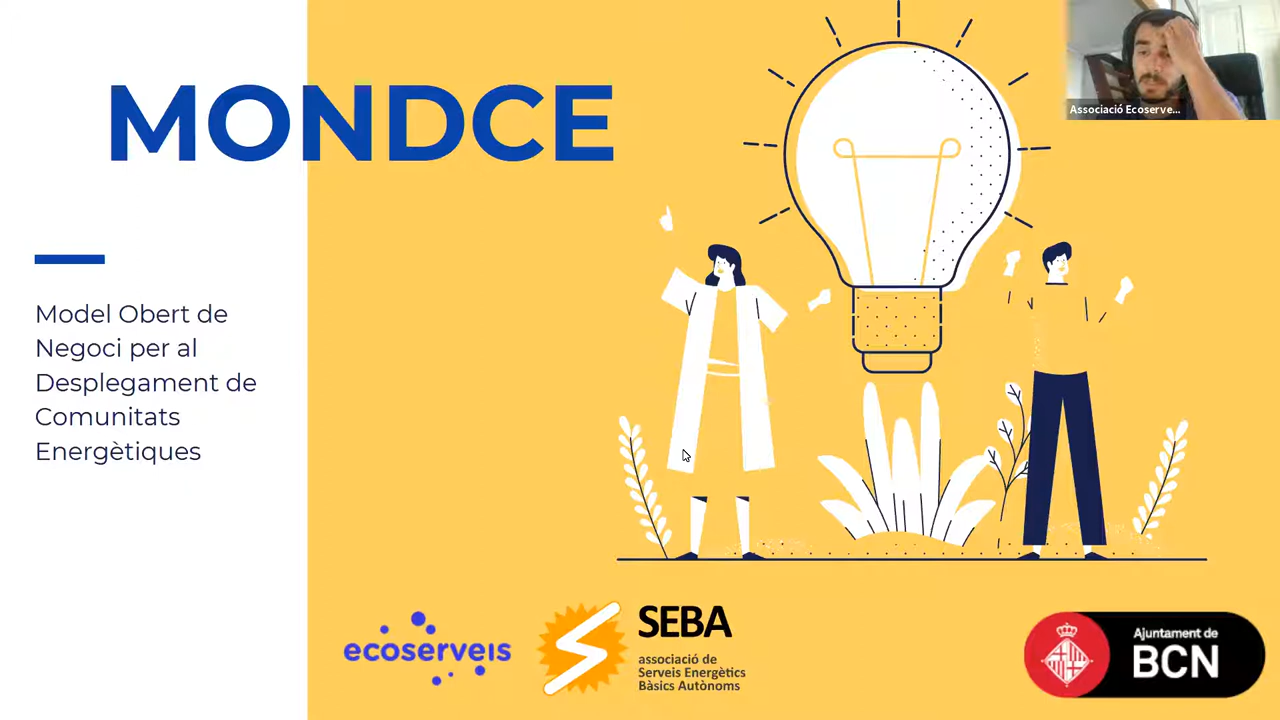 MONDCE
Associació Ecoserve...
Model Obert de
Negoci per al
Desplegament de
Comunitats
Energètiques
ecoserveis
SEBA
associació de
Serveis Energètics
Bàsics Autònoms
Ajuntament de
BCN